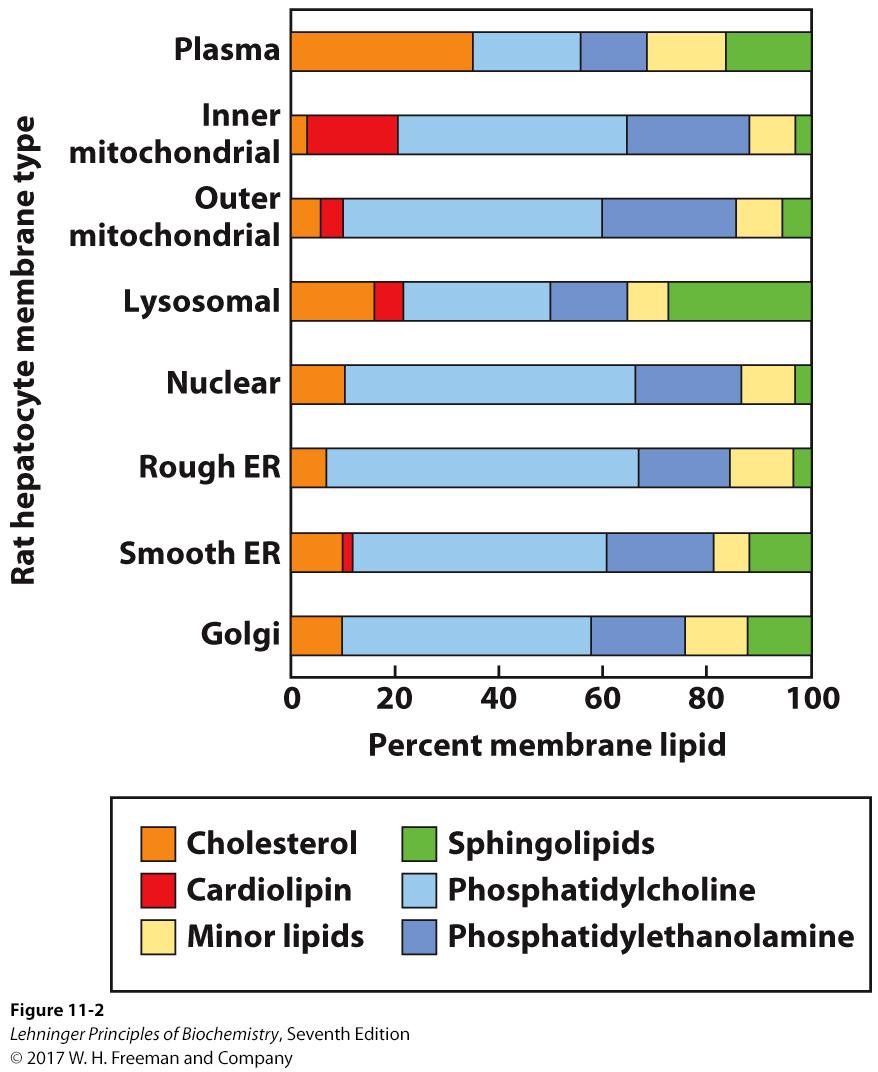 Rat hepatocyte membrane type
Plasma
Inner
mitochondrial
Outer
mitochondrial
Lysosomal
Nuclear
Rough ER
Smooth ER
Golgi
0 20 40 60 80 100
Percent membrane lipid
Cholesterol Sphingolipids
Cardiolipin Phosphatidylcholine
Minor lipids Phosphatidylethanolamine
Figure 11-2
Lehninger Principles of Biochemistry, Seventh Edition
© 2017 W. H. Freeman and Company